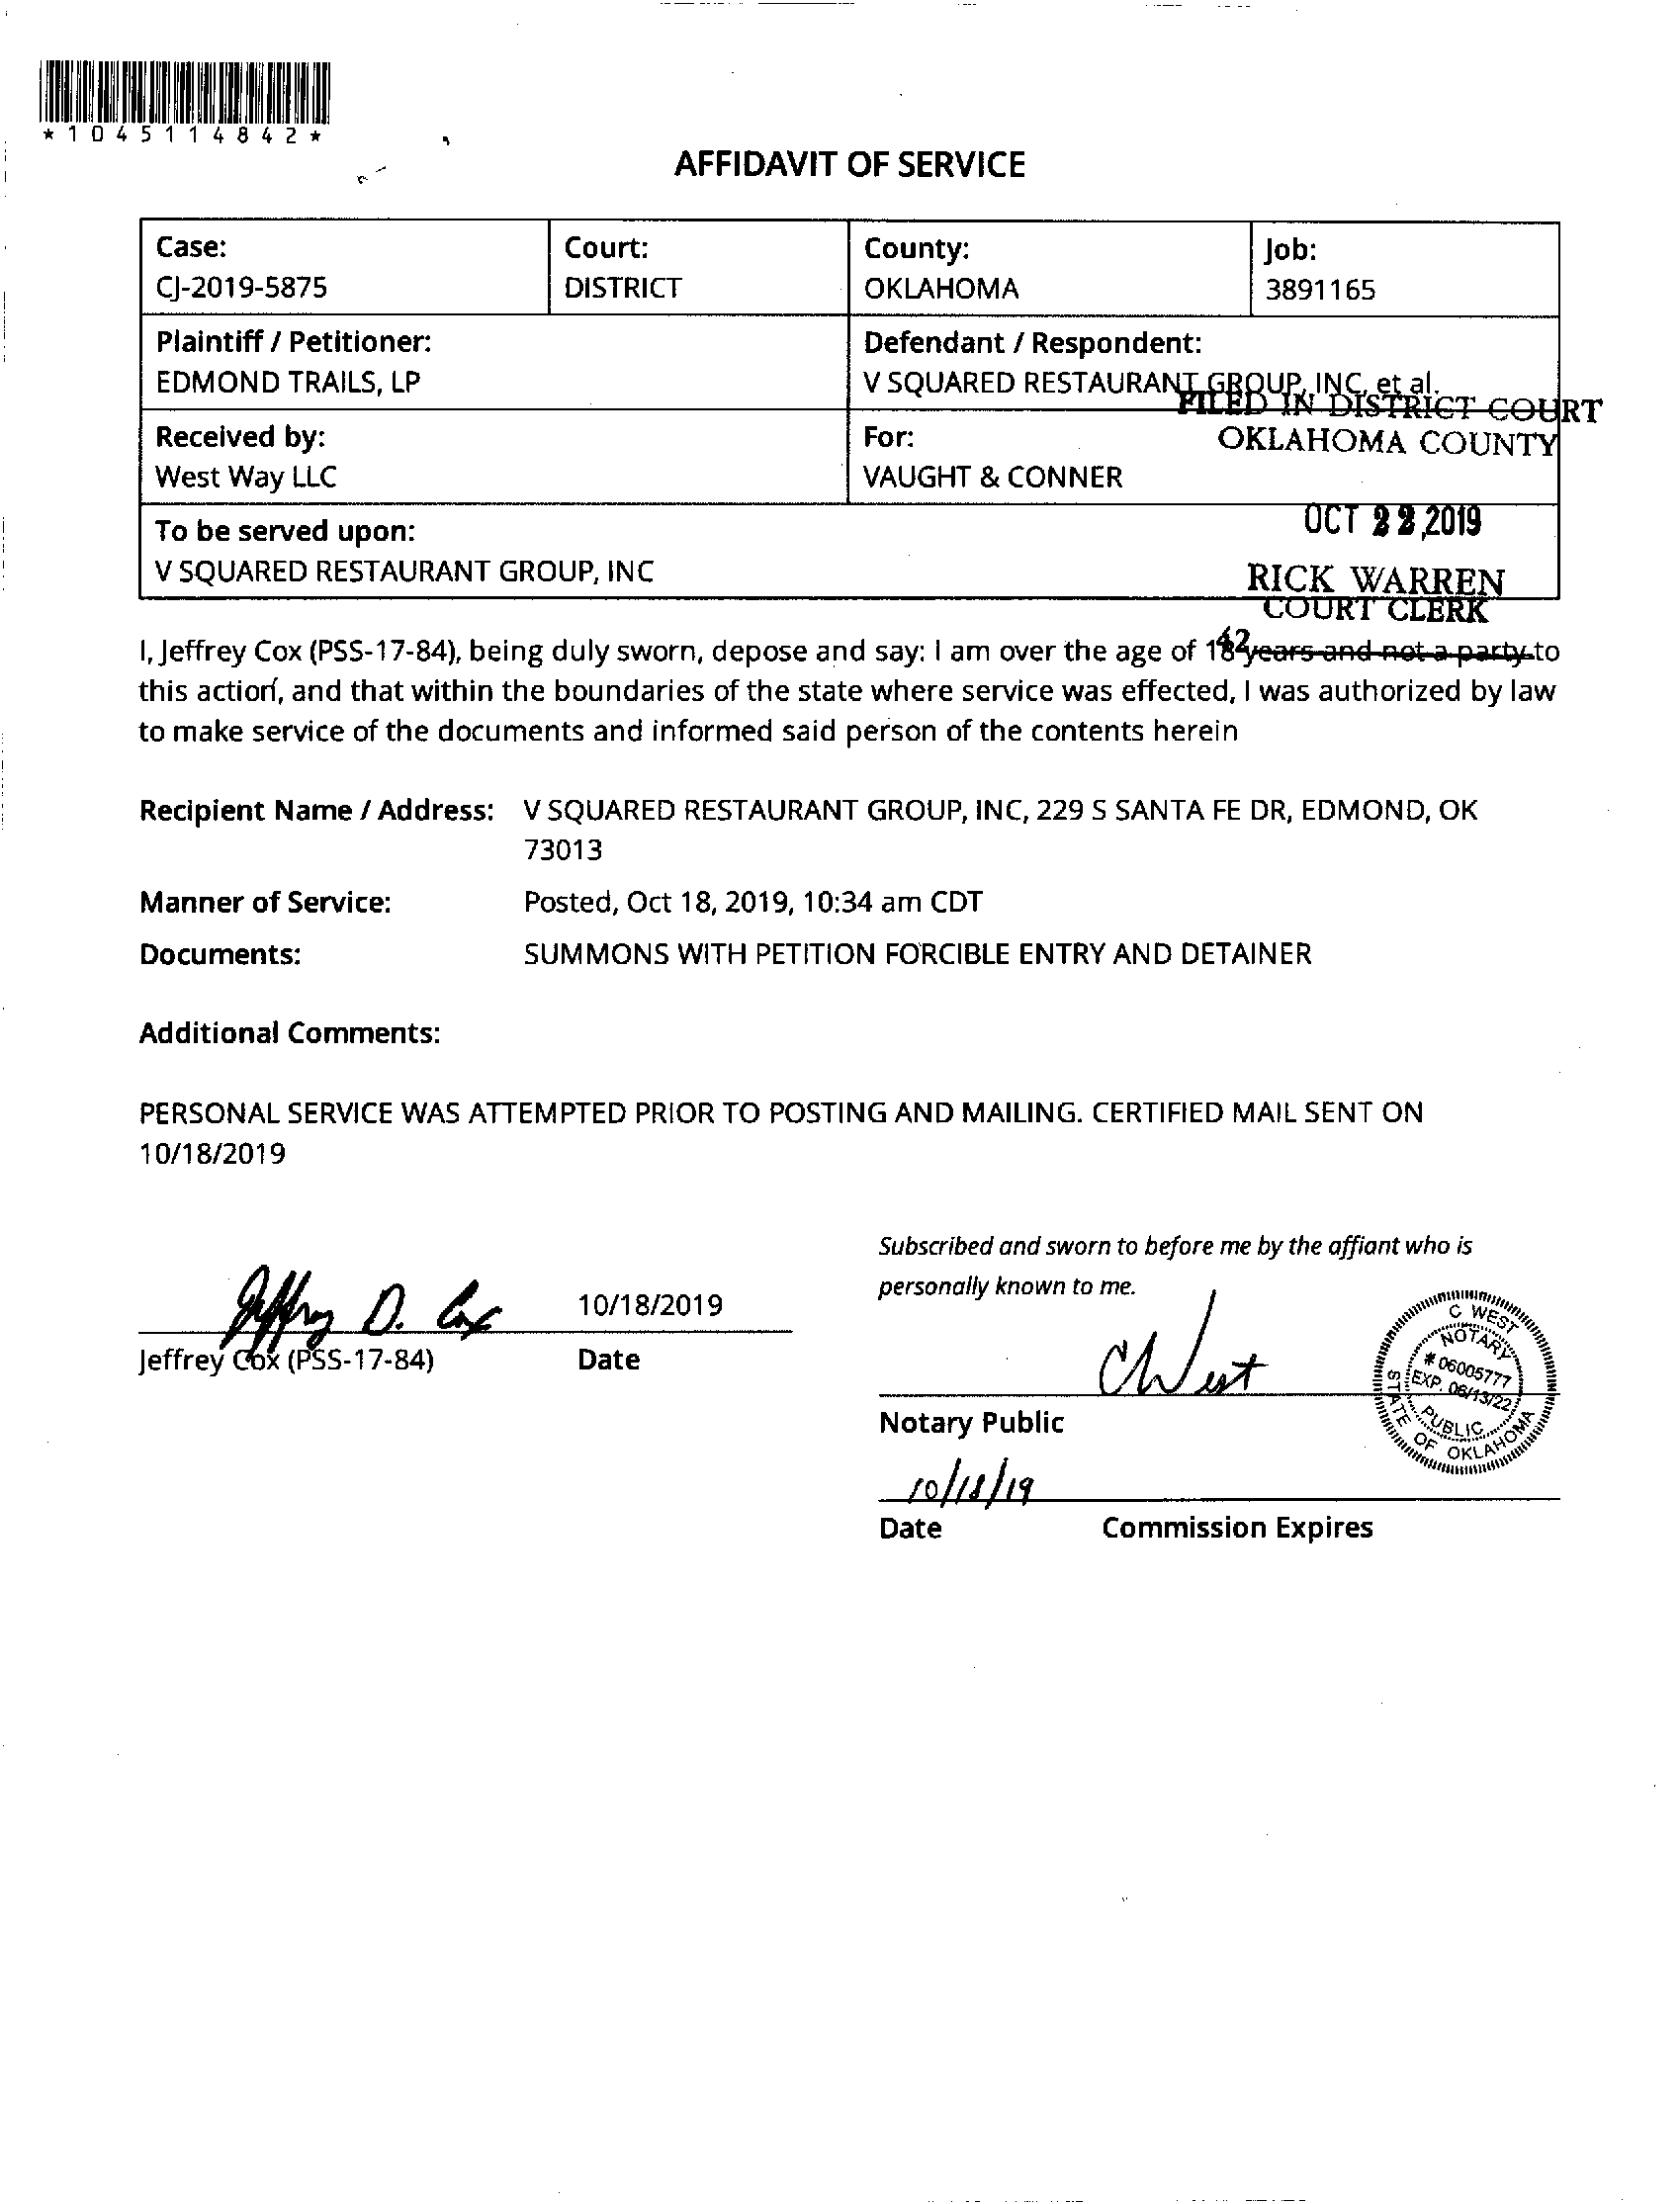 *1045114842*
AFFIDAVIT OF SERVICE
Case:
CJ-2019-5875
Court:
DISTRICT
County:
OKLAHOMA
Job:
3891165
Plaintiff / Petitioner:
EDMOND TRAILS, LP
Defendant / Respondent:
V SQUARED RESTAURANT GROUP, INC, et al.
FILED IN DISTRICT COURT
OKLAHOMA COUNTY
Received by:
West Way LLC
For:
VAUGHT & CONNER
OCT 22 2019
To be served upon:
V SQUARED RESTAURANT GROUP, INC
RICK WARREN
COURT CLERK
42
I, Jeffrey Cox (PSS-17-84), being duly sworn, depose and say: I am over the age of 18 years and not a party to
this action, and that within the boundaries of the state where service was effected, I was authorized by law
to make service of the documents and informed said person of the contents herein
Recipient Name / Address: V SQUARED RESTAURANT GROUP, INC, 229 S SANTA FE DR, EDMOND, OK
73013
Manner of Service: Posted, Oct 18, 2019, 10:34 am CDT
Documents: SUMMONS WITH PETITION FORCIBLE ENTRY AND DETAINER
Additional Comments:
PERSONAL SERVICE WAS ATTEMPTED PRIOR TO POSTING AND MAILING. CERTIFIED MAIL SENT ON
10/18/2019
Jeffrey D. Cox 10/18/2019
Jeffrey Cox (PSS-17-84) Date
Subscribed and sworn to before me by the affiant who is
personally known to me.
C West
Notary Public
C WEST
NOTARY
# 06005777
EXP. 06/13/22
PUBLIC
STATE OF OKLAHOMA
10/18/19
Date Commission Expires